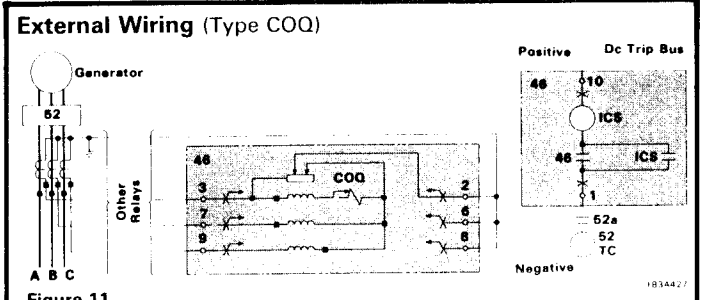 External Wiring (Type COQ)
Positive Dc Trip Bus
Generator
52
46
10
ICS
46
ICS
1
52a
52
TC
Negative
Other
Relays
46
3
COQ
2
7
6
9
8
A B C
183A427
Figure 11